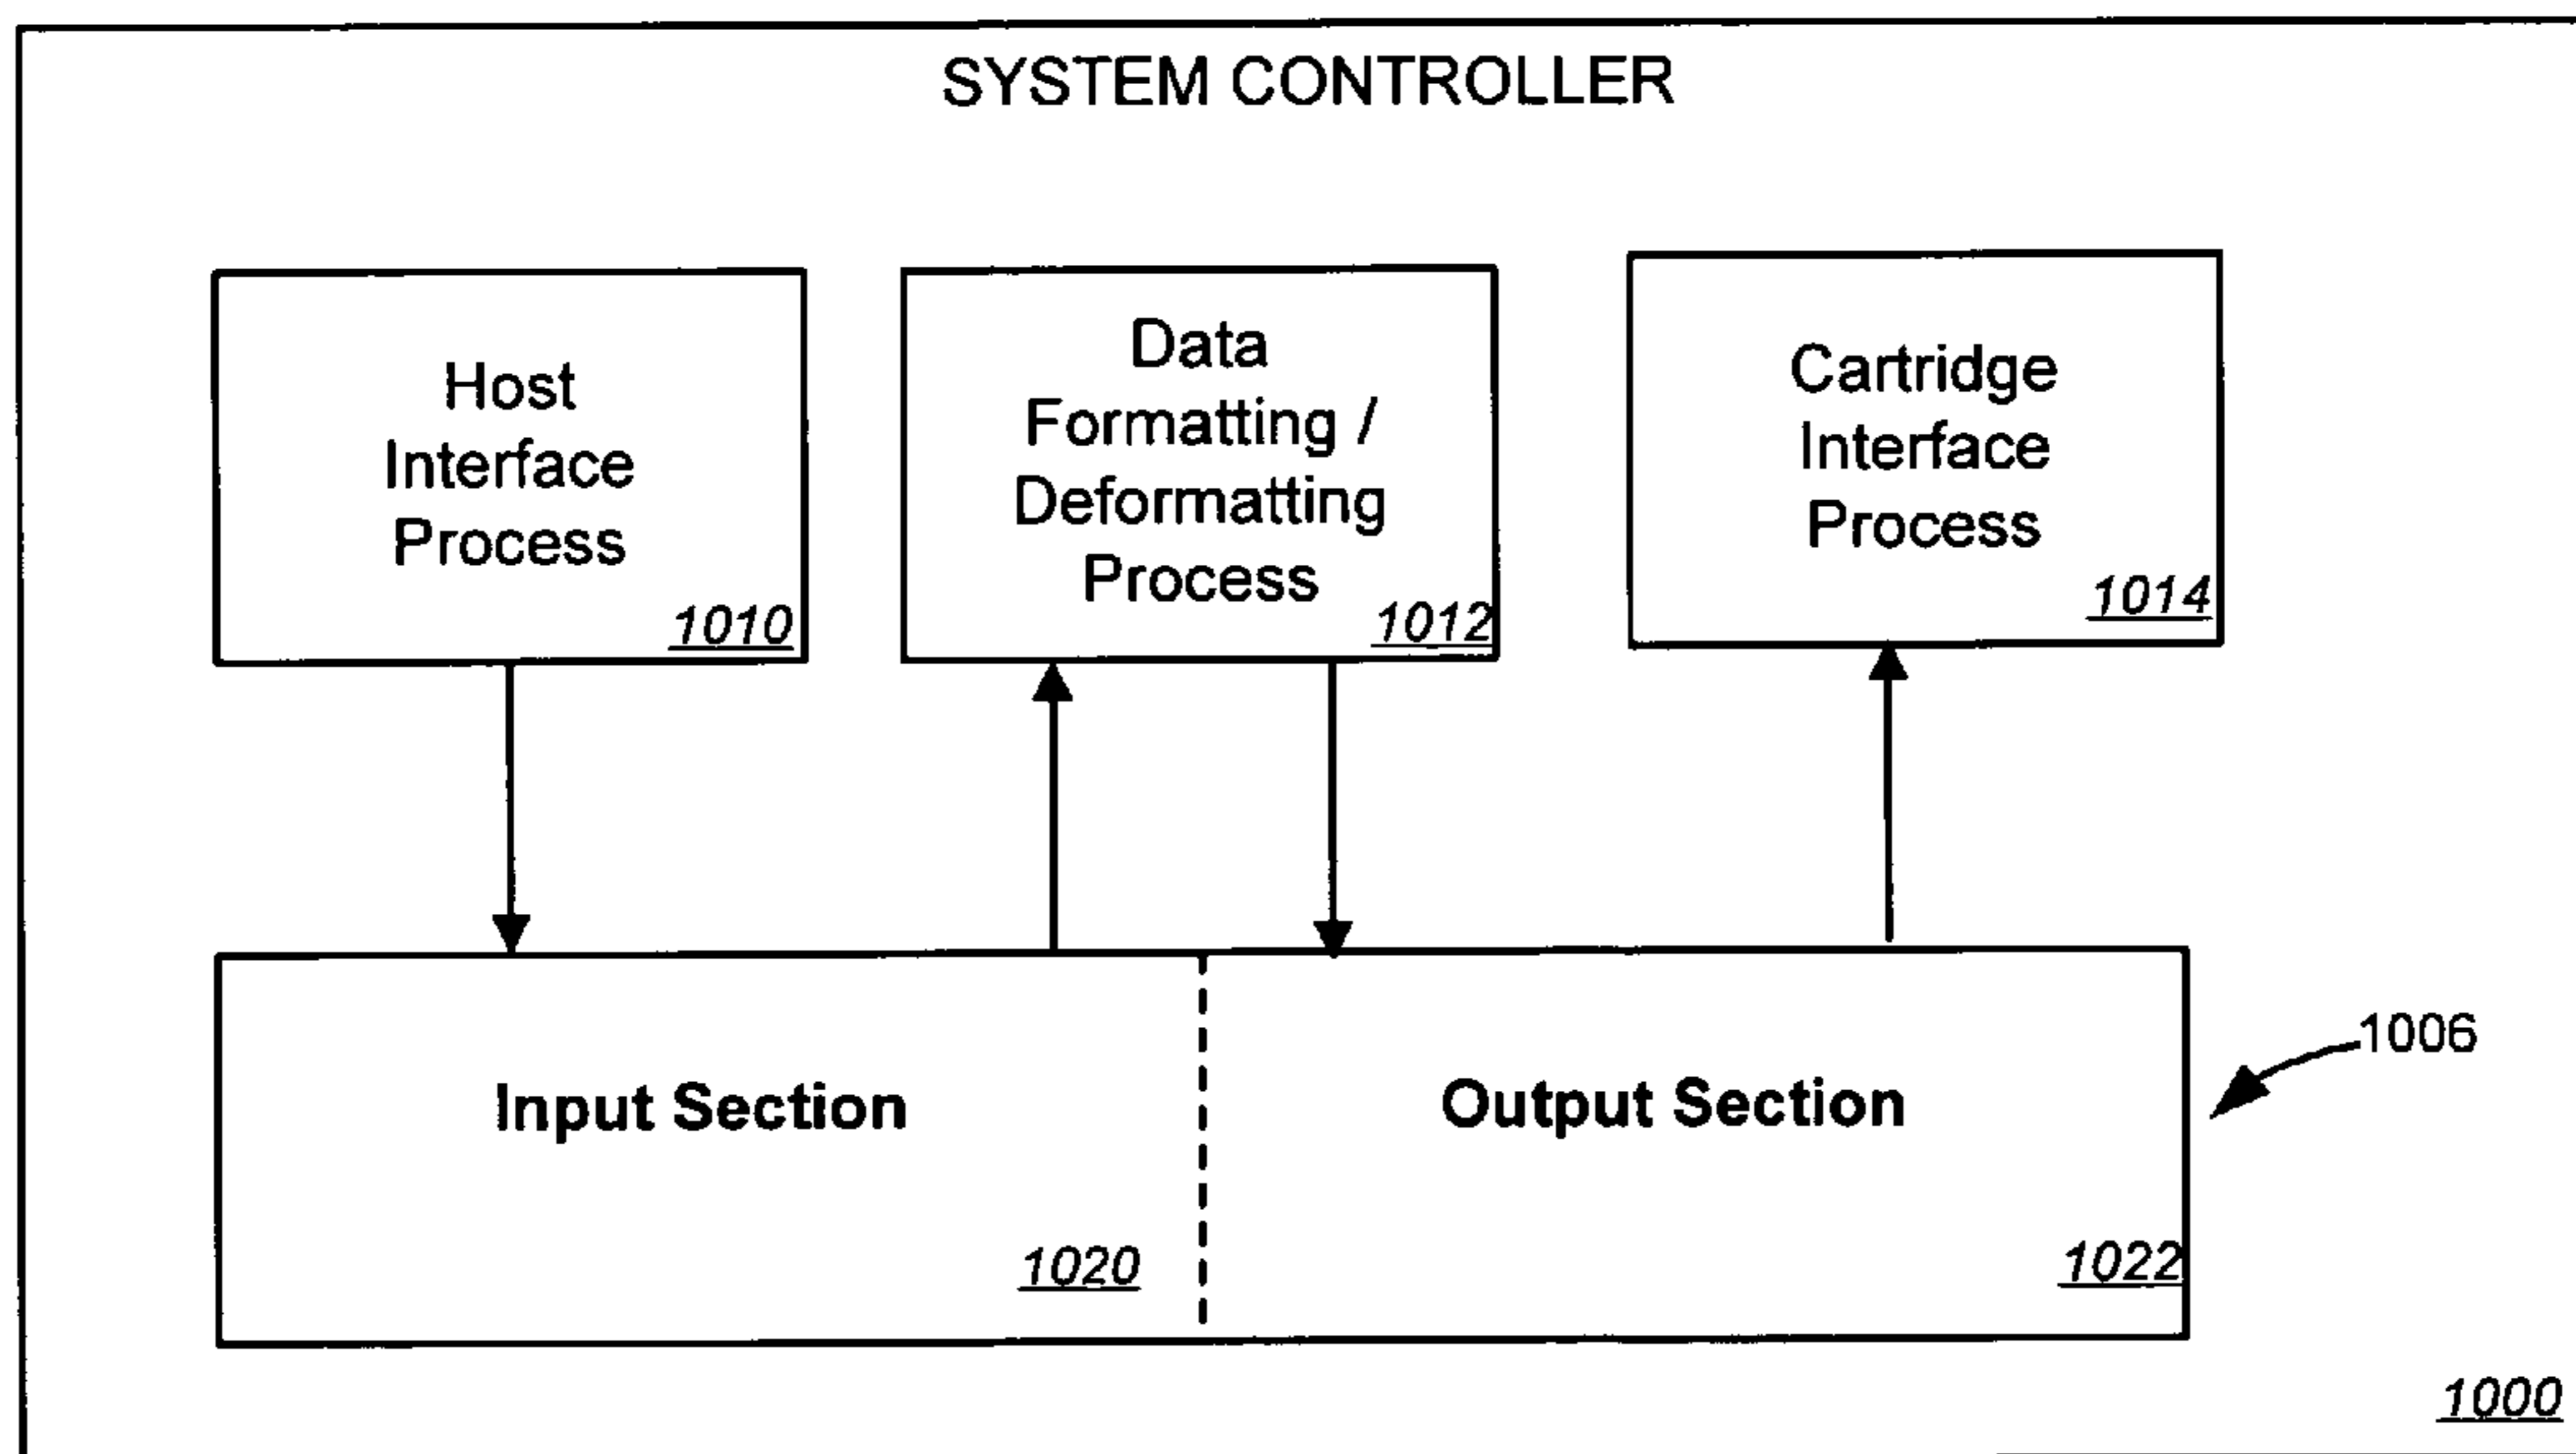 SYSTEM CONTROLLER
Host
Interface
Process
1010
Data
Formatting /
Deformatting
Process
1012
Cartridge
Interface
Process
1014
Input Section
1020
Output Section
1022
1006
1000